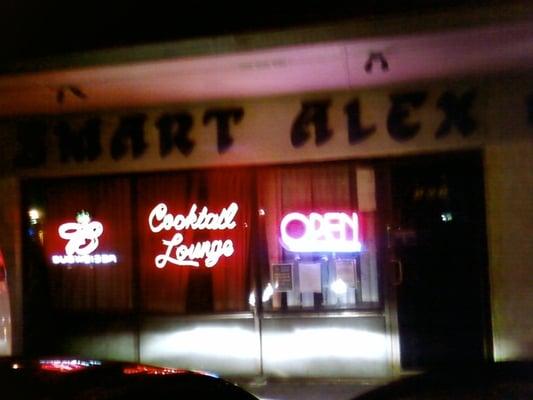 SMART ALEX
Cocktail
Lounge
OPEN
BUDWEISER